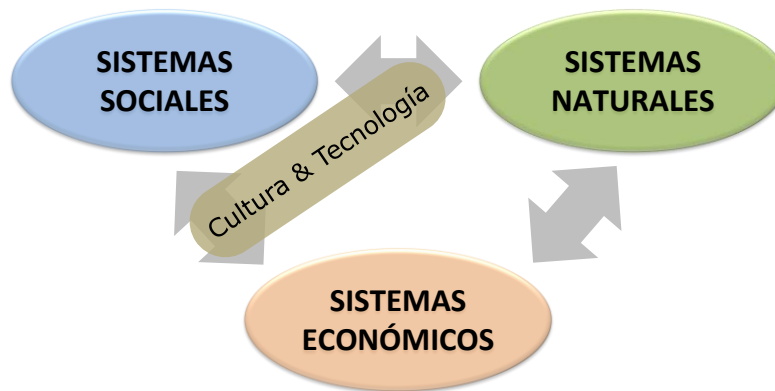 SISTEMAS
SOCIALES
SISTEMAS
NATURALES
Cultura & Tecnología
SISTEMAS
ECONÓMICOS